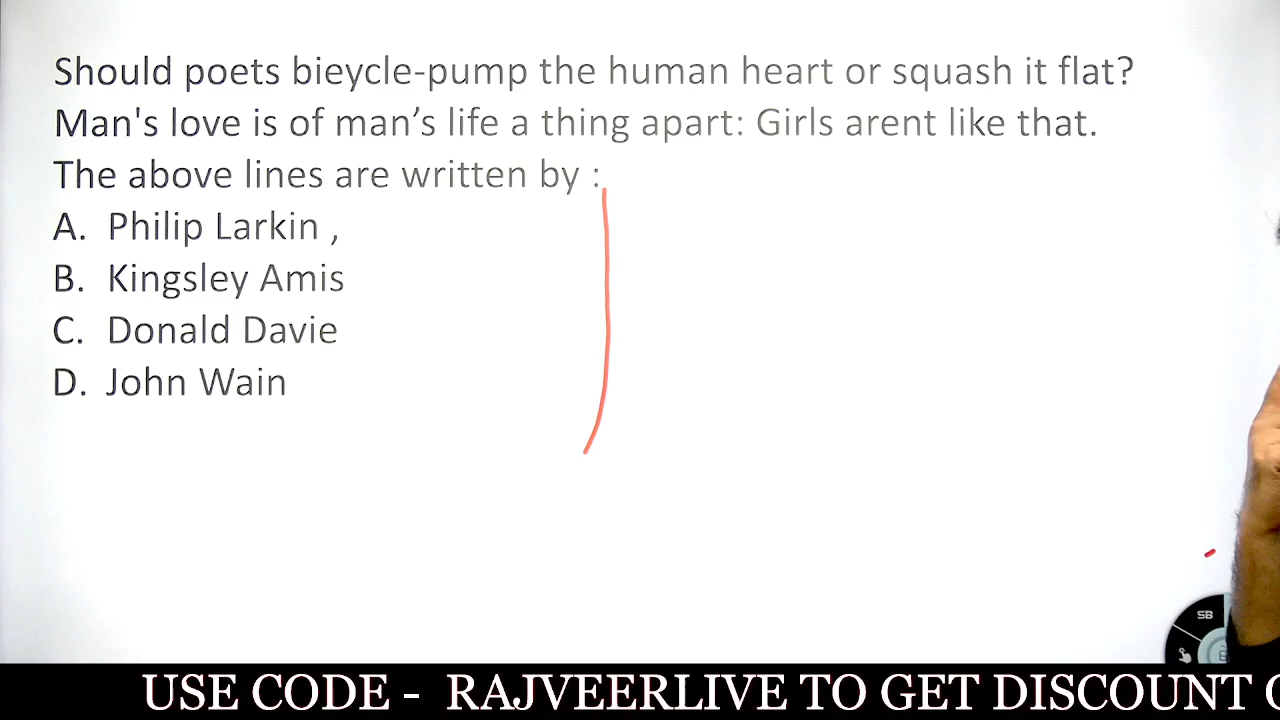 Should poets bieycle-pump the human heart or squash it flat?
Man's love is of man’s life a thing apart: Girls arent like that.
The above lines are written by :
A. Philip Larkin ,
B. Kingsley Amis
C. Donald Davie
D. John Wain
SB
USE CODE - RAJVEERLIVE TO GET DISCOUNT